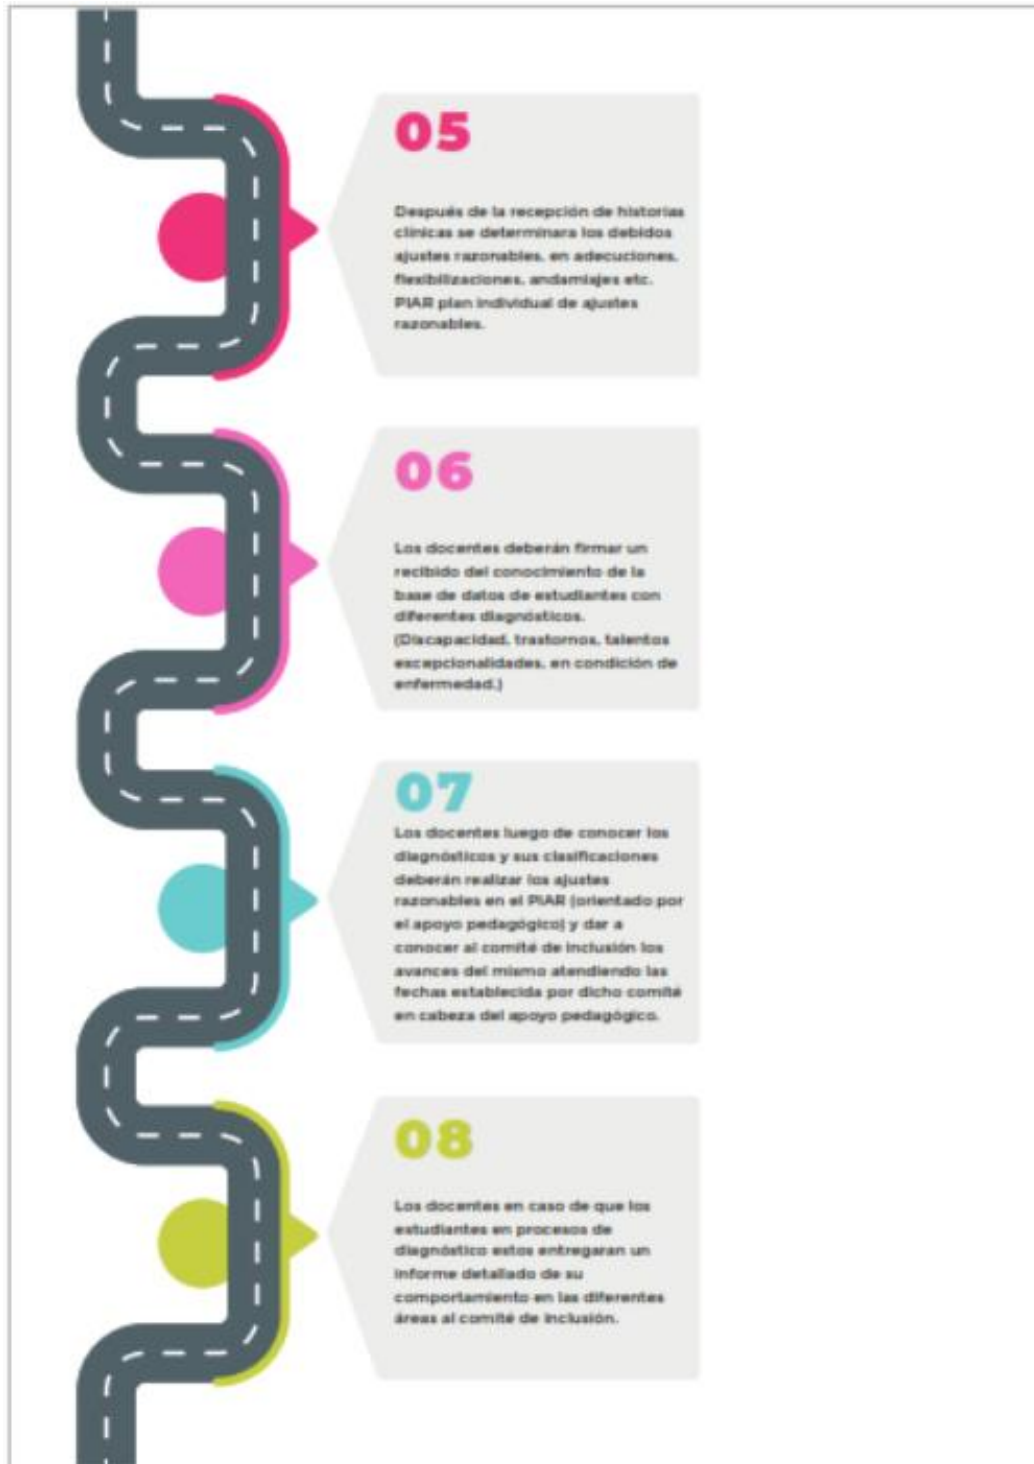 05
Después de la recepción de historias
clínicas se determinara los debidos
ajustes razonables, en adecuciones,
flexibilizaciones, andamiajes etc.
PIAR plan individual de ajustes
razonables.
06
Los docentes deberán firmar un
recibido del conocimiento de la
base de datos de estudiantes con
diferentes diagnósticos.
(Discapacidad, trastornos, talentos
excepcionalidades, en condición de
enfermedad.)
07
Los docentes luego de conocer los
diagnósticos y sus clasificaciones
deberán realizar los ajustes
razonables en el PIAR (orientado por
el apoyo pedagógico) y dar a
conocer al comité de inclusión los
avances del mismo atendiendo las
fechas establecida por dicho comité
en cabeza del apoyo pedagógico.
08
Los docentes en caso de que los
estudiantes en procesos de
diagnóstico estos entregaran un
informe detallado de su
comportamiento en las diferentes
áreas al comité de inclusión.